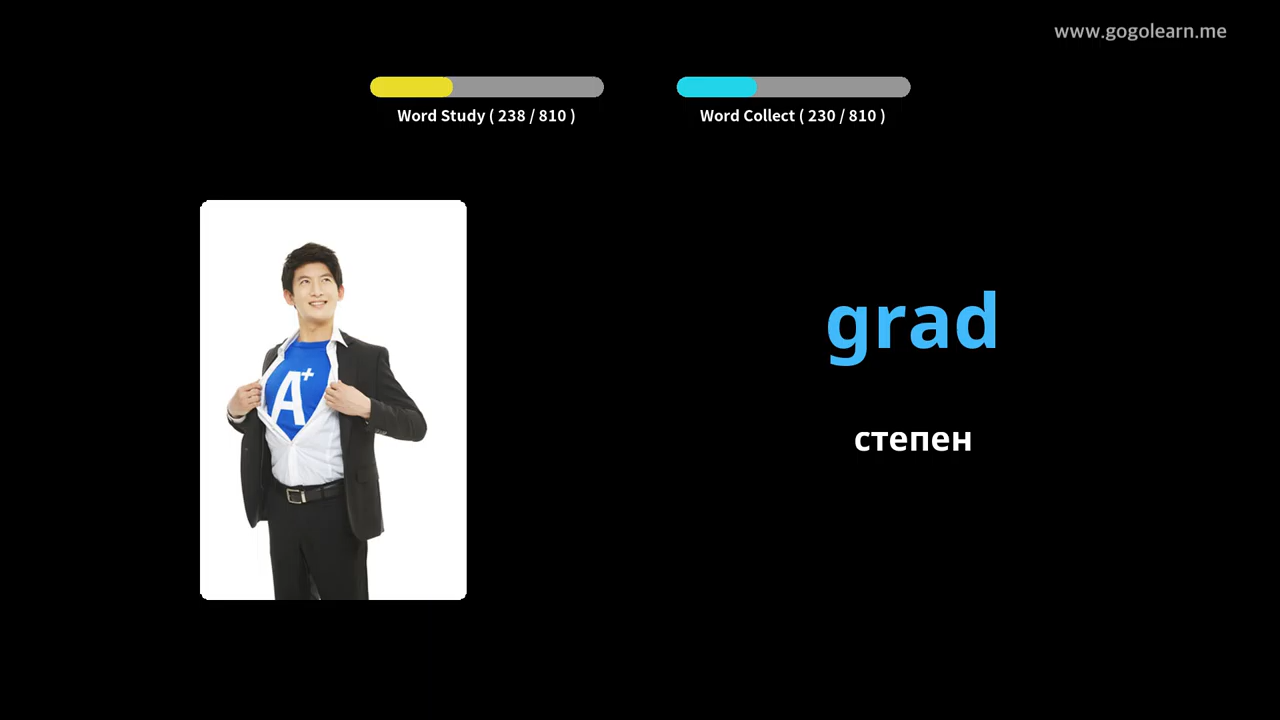 www.gogolearn.me
Word Study ( 238 / 810 )
Word Collect ( 230 / 810 )
A+
grad
степен